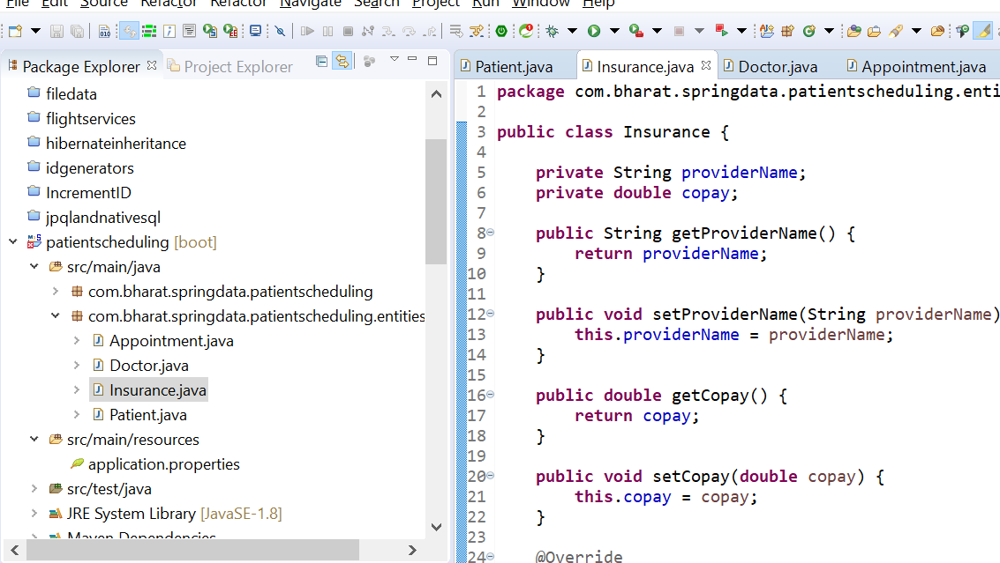 File Edit Source Refactor Refactor Navigate Search Project Run Window Help
Package Explorer Project Explorer
filedata
flightservices
hibernateinheritance
idgenerators
IncrementID
jpqlandnativesql
patientscheduling [boot]
src/main/java
com.bharat.springdata.patientscheduling
com.bharat.springdata.patientscheduling.entities
Appointment.java
Doctor.java
Insurance.java
Patient.java
src/main/resources
application.properties
src/test/java
JRE System Library [JavaSE-1.8]
Maven Dependencies
Patient.java Insurance.java Doctor.java Appointment.java
1 package com.bharat.springdata.patientscheduling.enti
2
3 public class Insurance {
4
5 private String providerName;
6 private double copay;
7
8 public String getProviderName() {
9 return providerName;
10 }
11
12 public void setProviderName(String providerName)
13 this.providerName = providerName;
14 }
15
16 public double getCopay() {
17 return copay;
18 }
19
20 public void setCopay(double copay) {
21 this.copay = copay;
22 }
23
24 @Override